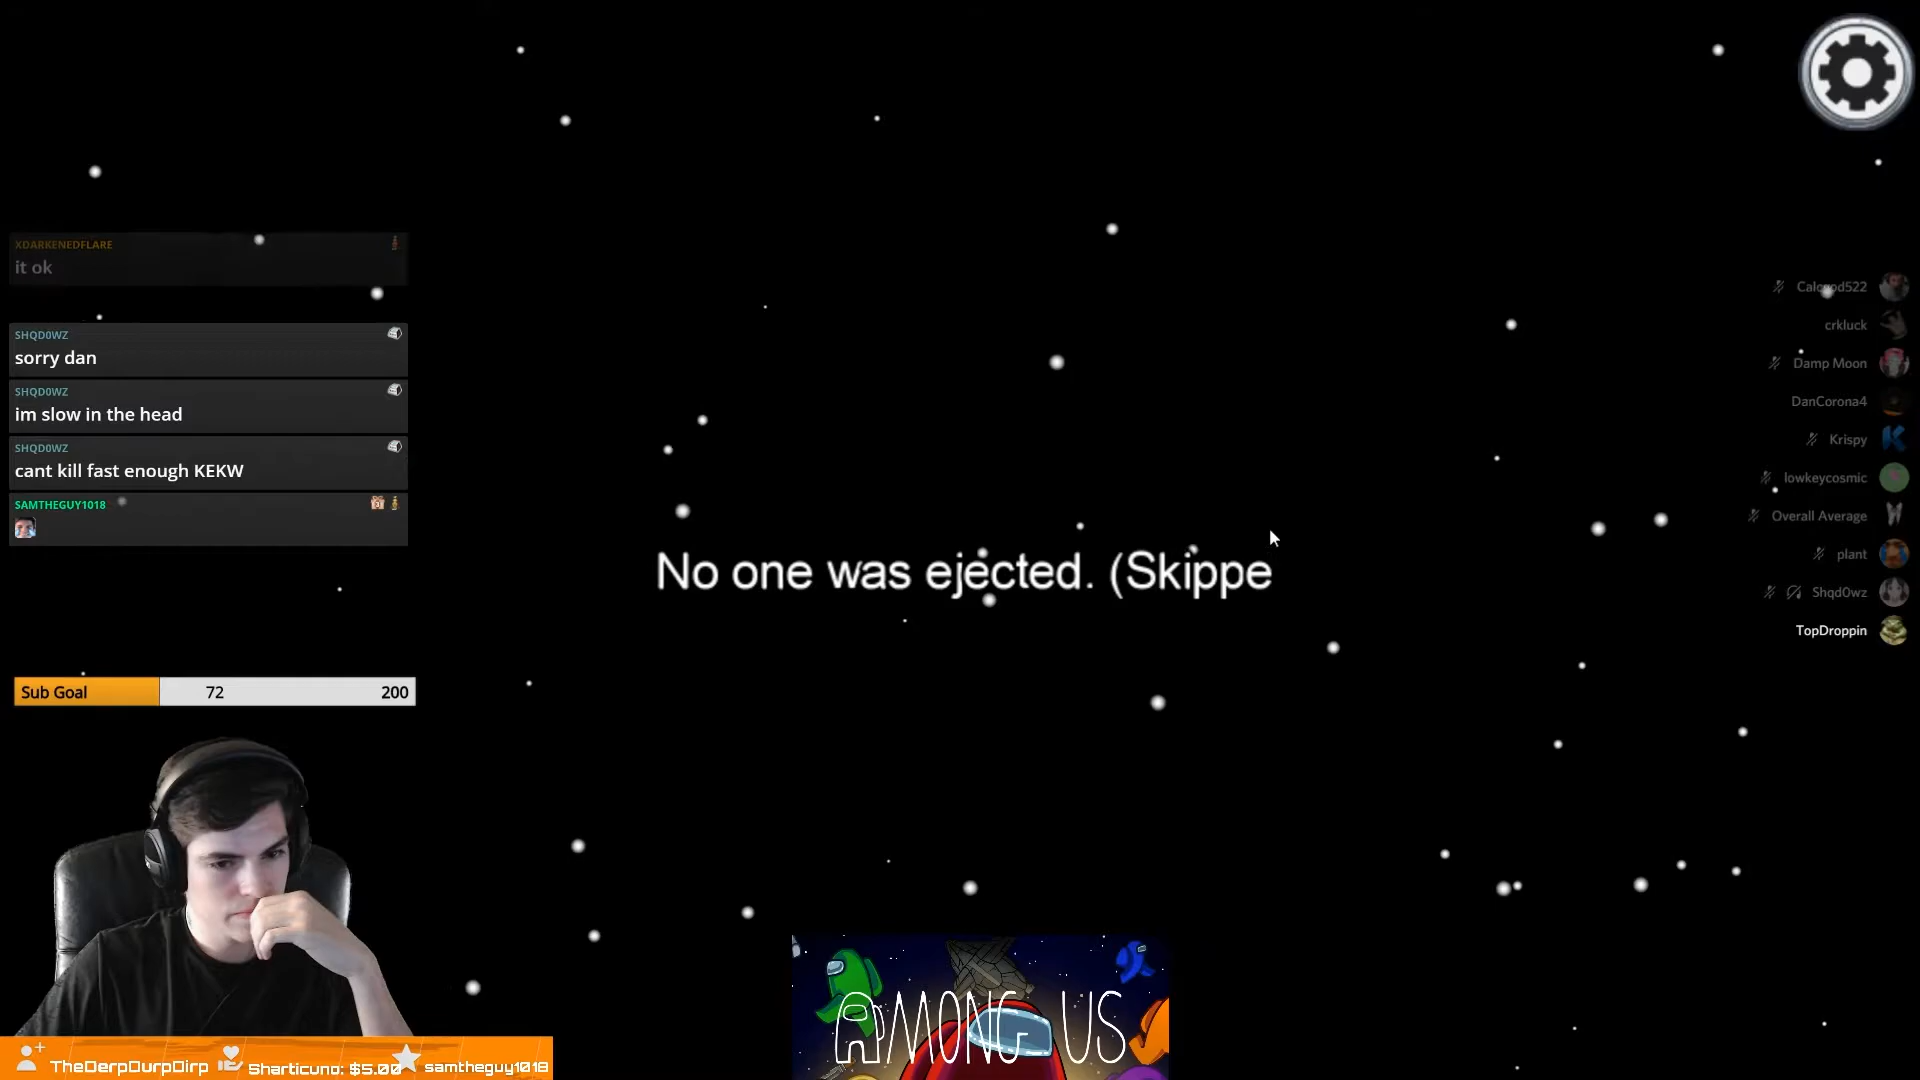 XDARKENEDFLARE
it ok
SHQD0WZ
sorry dan
SHQD0WZ
im slow in the head
SHQD0WZ
cant kill fast enough KEKW
SAMTHEGUY1018
Calgood522
crkluck
Damp Moon
DanCorona4
Krispy
lowkeycosmic
Overall Average
plant
Shqd0wz
TopDroppin
No one was ejected. (Skippe
Sub Goal 72 200
AMONG US
TheDerpDurpDirp Sharticuno: $5.00 samtheguy1018